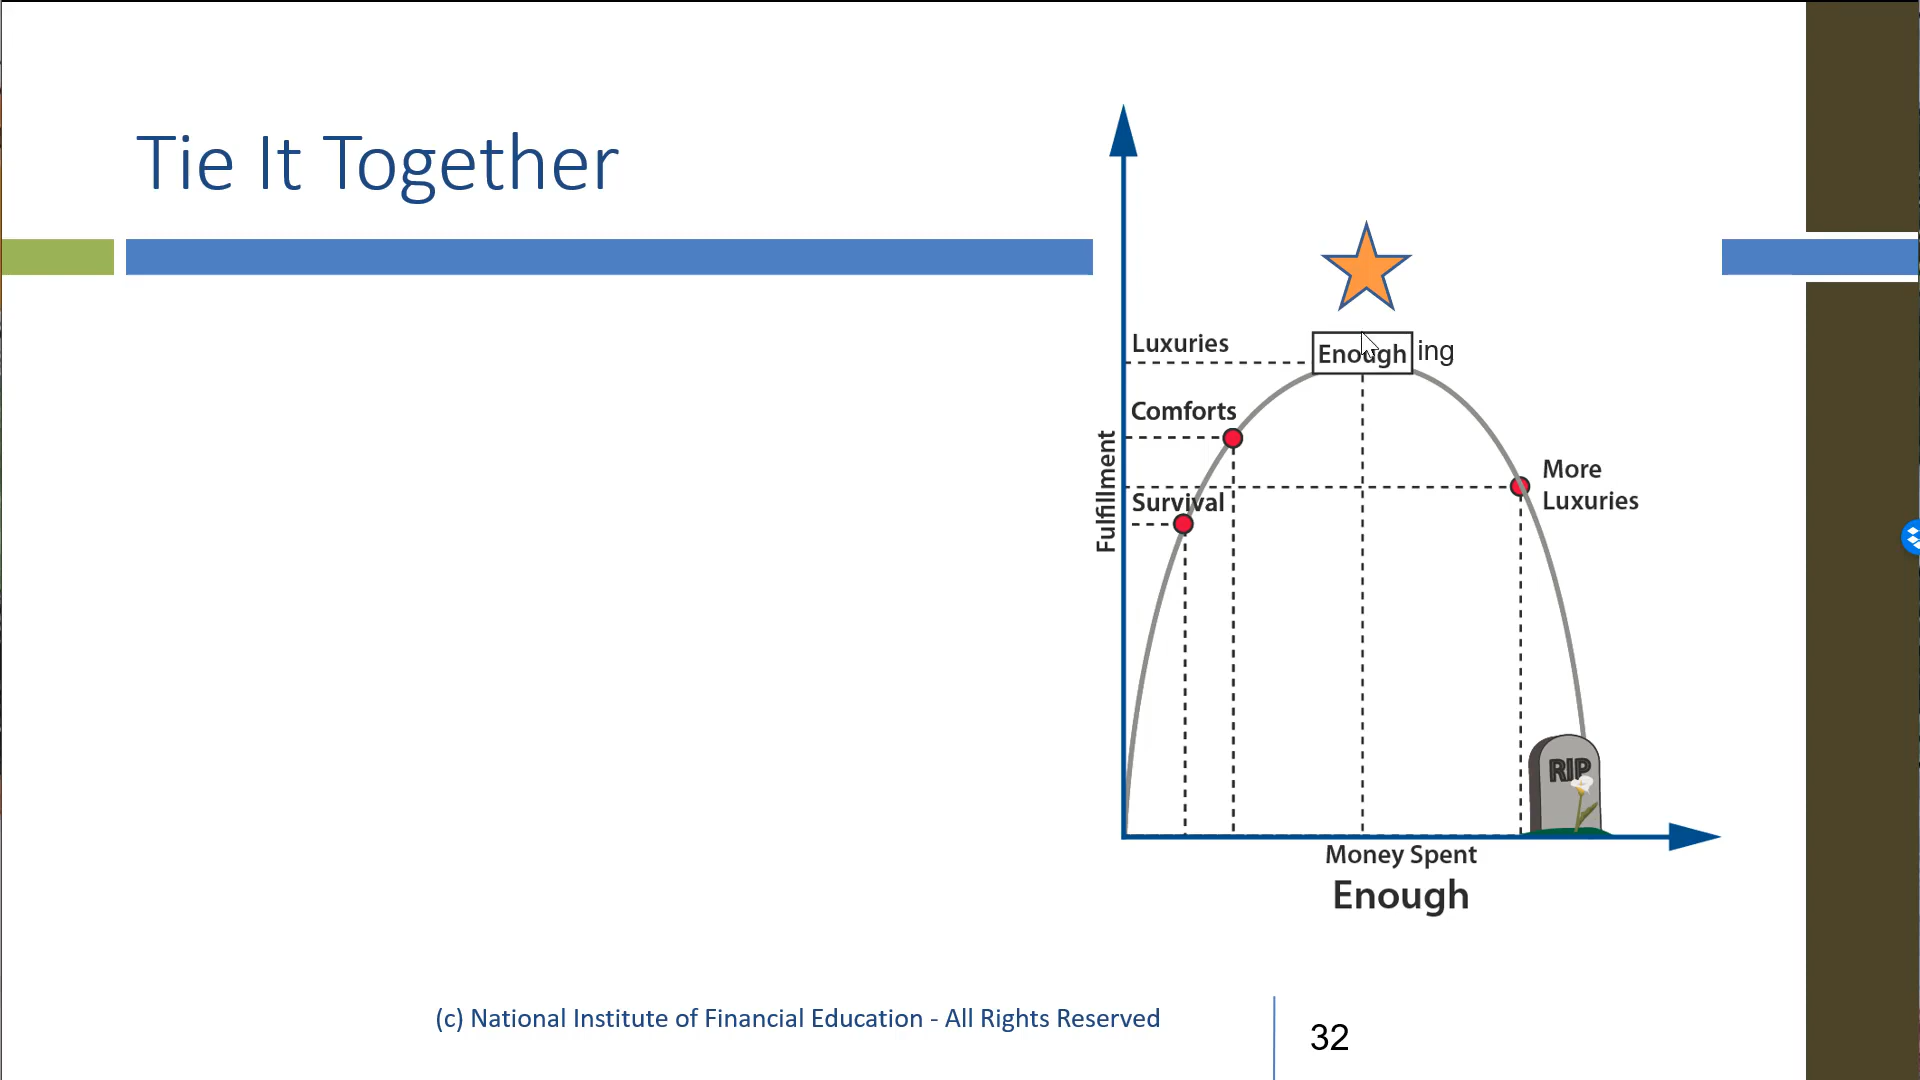 Tie It Together
Luxuries
Enough ing
Comforts
More
Luxuries
Survival
Fulfillment
RIP
Money Spent
Enough
(c) National Institute of Financial Education - All Rights Reserved
32